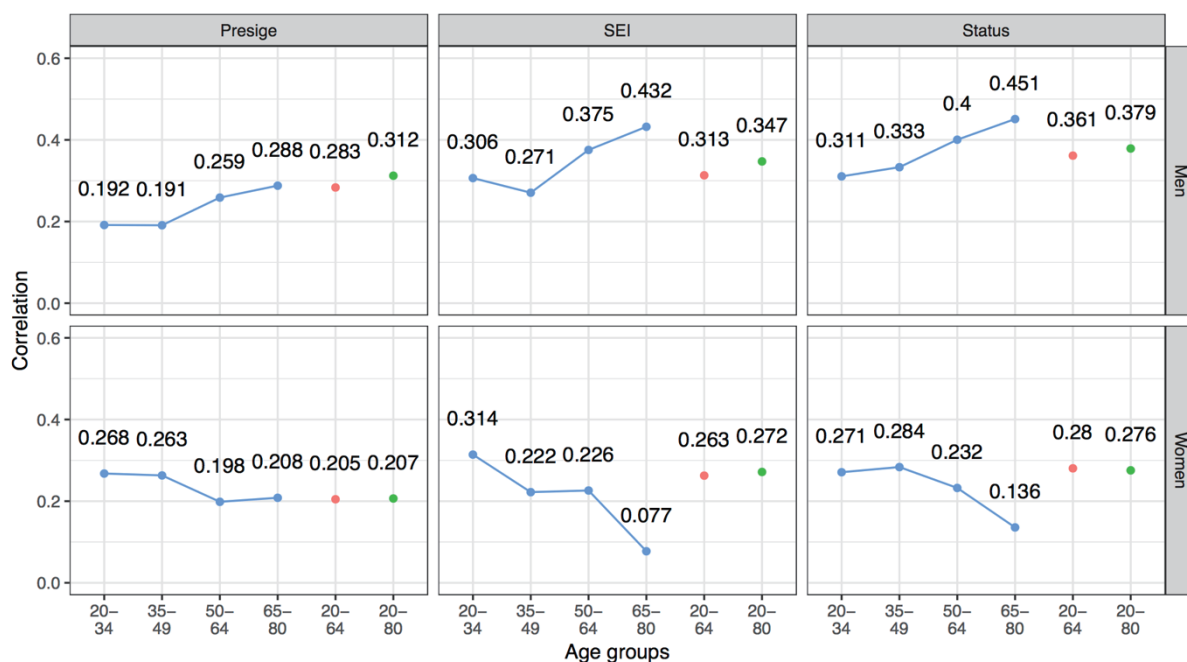 Presige SEI Status
0.6
0.4
0.2
0.0
0.192 0.191 0.259 0.288 0.283 0.312
0.306 0.271 0.375 0.432 0.313 0.347
0.311 0.333 0.4 0.451 0.361 0.379
Men
Correlation
0.6
0.4
0.2
0.0
0.268 0.263 0.198 0.208 0.205 0.207
0.314 0.222 0.226 0.077 0.263 0.272
0.271 0.284 0.232 0.136 0.28 0.276
Women
20– 35– 50– 65– 20– 20– 20– 35– 50– 65– 20– 20– 20– 35– 50– 65– 20– 20–
34 49 64 80 64 80 34 49 64 80 64 80 34 49 64 80 64 80
Age groups